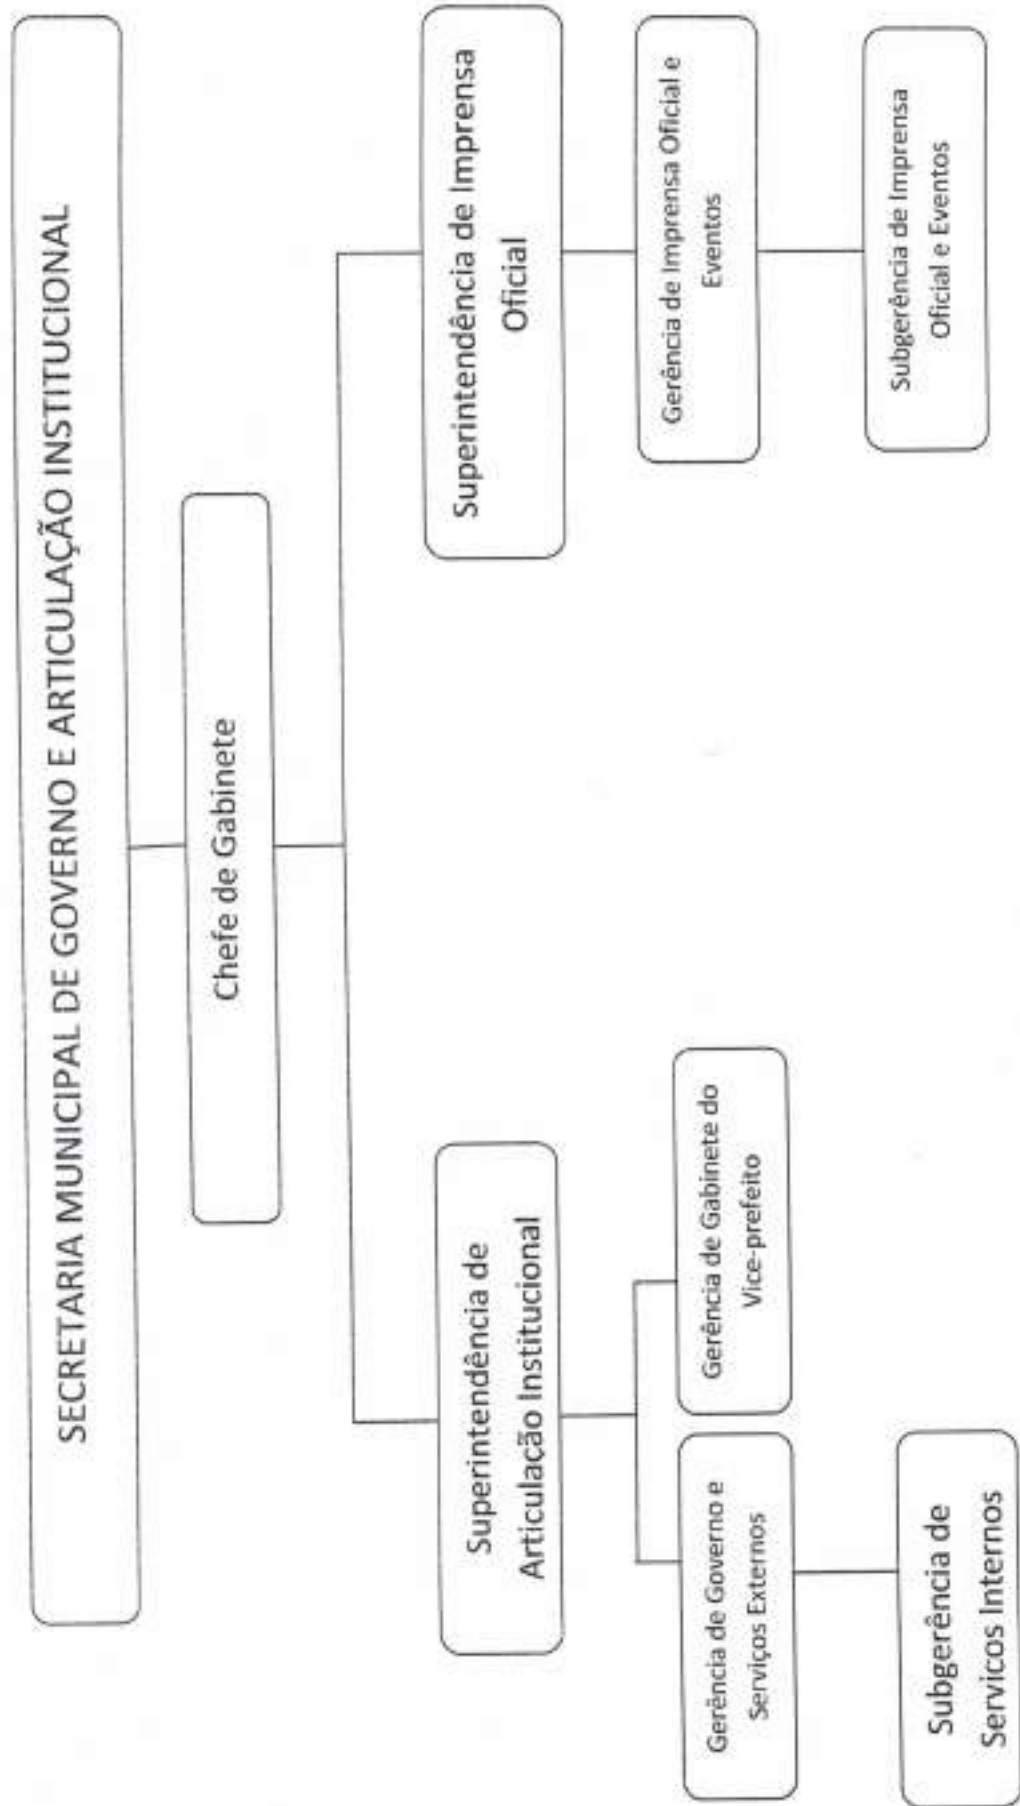 SECRETARIA MUNICIPAL DE GOVERNO E ARTICULAÇÃO INSTITUCIONAL
Chefe de Gabinete
Superintendência de
Articulação Institucional
Superintendência de Imprensa
Oficial
Gerência de Governo e
Serviços Externos
Gerência de Gabinete do
Vice-prefeito
Gerência de Imprensa Oficial e
Eventos
Subgerência de
Servicos Internos
Subgerência de Imprensa
Oficial e Eventos